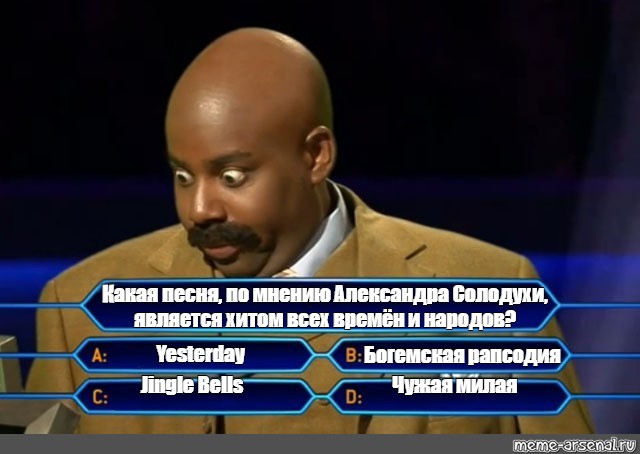 Какая песня, по мнению Александра Солодухи,
является хитом всех времён и народов?
A: Yesterday
B: Богемская рапсодия
C: Jingle Bells
D: Чужая милая
meme-arsenal.ru